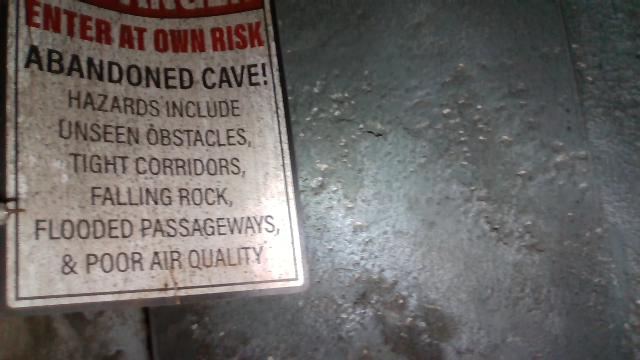 DANGER
ENTER AT OWN RISK
ABANDONED CAVE!
HAZARDS INCLUDE
UNSEEN OBSTACLES,
TIGHT CORRIDORS,
FALLING ROCK,
FLOODED PASSAGEWAYS,
& POOR AIR QUALITY